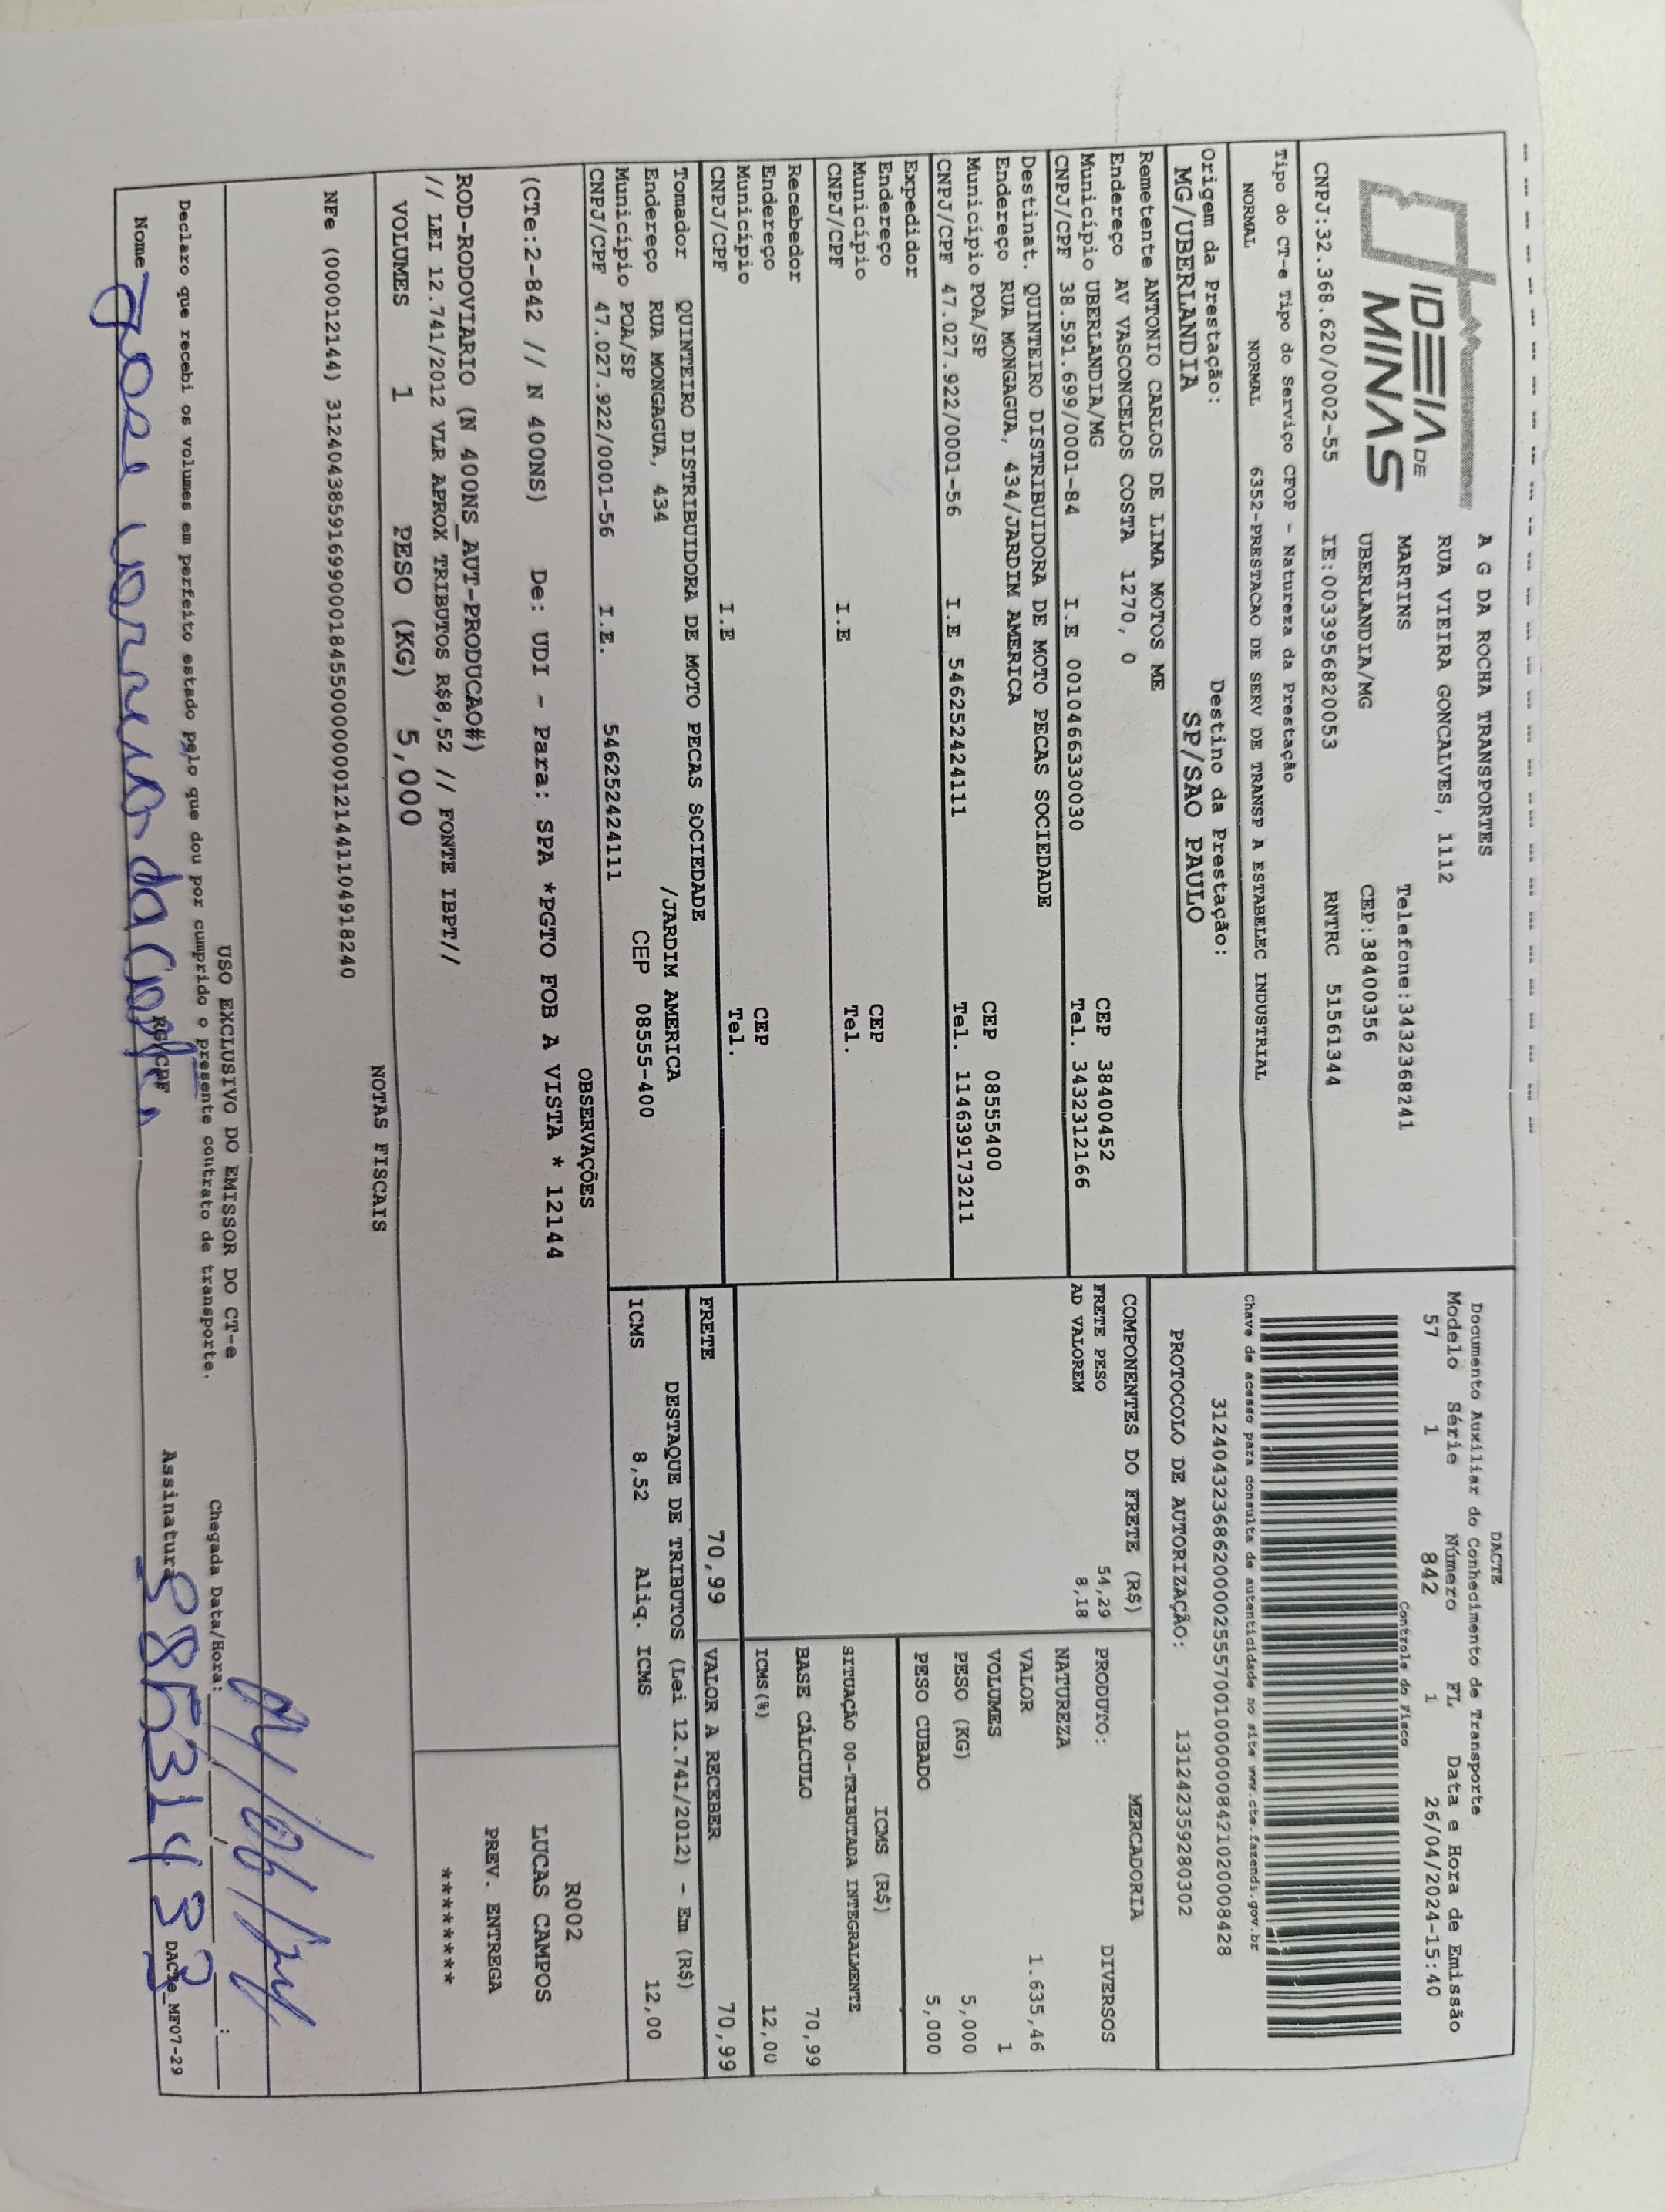 IDEIA DE
MINAS
A G DA ROCHA TRANSPORTES
RUA VIEIRA GONCALVES, 1112
MARTINS Telefone:3432368241
UBERLANDIA/MG CEP:38400356
CNPJ:32.368.620/0002-55 IE:0033956820053 RNTRC 51561344
Tipo do CT-e Tipo do Serviço CFOP - Natureza da Prestação
NORMAL NORMAL 6352-PRESTACAO DE SERV DE TRANSP A ESTABELEC INDUSTRIAL
Origem da Prestação: Destino da Prestação:
MG/UBERLANDIA SP/SAO PAULO
Remetente ANTONIO CARLOS DE LIMA MOTOS ME
Endereço AV VASCONCELOS COSTA 1270, 0 CEP 38400452
Município UBERLANDIA/MG Tel. 3432312166
CNPJ/CPF 38.591.699/0001-84 I.E 0010466330030
Destinat. QUINTEIRO DISTRIBUIDORA DE MOTO PECAS SOCIEDADE
Endereço RUA MONGAGUA, 434/JARDIM AMERICA CEP 08555400
Município POA/SP Tel. 114639173211
CNPJ/CPF 47.027.922/0001-56 I.E 546252424111
Expedidor
Endereço CEP
Município Tel.
CNPJ/CPF I.E
Recebedor
Endereço CEP
Município Tel.
CNPJ/CPF I.E
Tomador QUINTEIRO DISTRIBUIDORA DE MOTO PECAS SOCIEDADE
Endereço RUA MONGAGUA, 434 /JARDIM AMERICA
Município POA/SP CEP 08555-400
CNPJ/CPF 47.027.922/0001-56 I.E. 546252424111
DACTE
Documento Auxiliar do Conhecimento de Transporte
Modelo Série Número FL Data e Hora de Emissão
57 1 842 1 26/04/2024-15:40
Controle do Fisco
Chave de acesso para consulta de autenticidade no site www.cte.fazenda.gov.br
31240432368620000255570010000008421020008428
PROTOCOLO DE AUTORIZAÇÃO: 131242359280302
COMPONENTES DO FRETE (R$)
FRETE PESO 54,29
AD VALOREM 8,18
MERCADORIA
PRODUTO: DIVERSOS
NATUREZA
VALOR 1.635,46
VOLUMES 1
PESO (KG) 5,000
PESO CUBADO 5,000
ICMS (R$)
SITUAÇÃO 00-TRIBUTADA INTEGRALMENTE
BASE CÁLCULO 70,99
ICMS(%) 12,00
FRETE 70,99 VALOR A RECEBER 70,99
DESTAQUE DE TRIBUTOS (Lei 12.741/2012) - Em (R$)
ICMS 8,52 Aliq. ICMS 12,00
OBSERVAÇÕES
(CTe:2-842 // N 400NS) De: UDI - Para: SPA *PGTO FOB A VISTA * 12144
ROD-RODOVIARIO (N 400NS_AUT-PRODUCAO#)
// LEI 12.741/2012 VLR APROX TRIBUTOS R$8,52 // FONTE IBPT//
VOLUMES 1 PESO (KG) 5,000
R002
LUCAS CAMPOS
PREV. ENTREGA
********
NOTAS FISCAIS
NFe (000012144) 31240438591699000184550000000121441104918240
USO EXCLUSIVO DO EMISSOR DO CT-e
Declaro que recebi os volumes em perfeito estado pelo que dou por cumprido o presente contrato de transporte.
Chegada Data/Hora: / / :
Nome RG/CPF Assinatura
DACTe_MF07-29